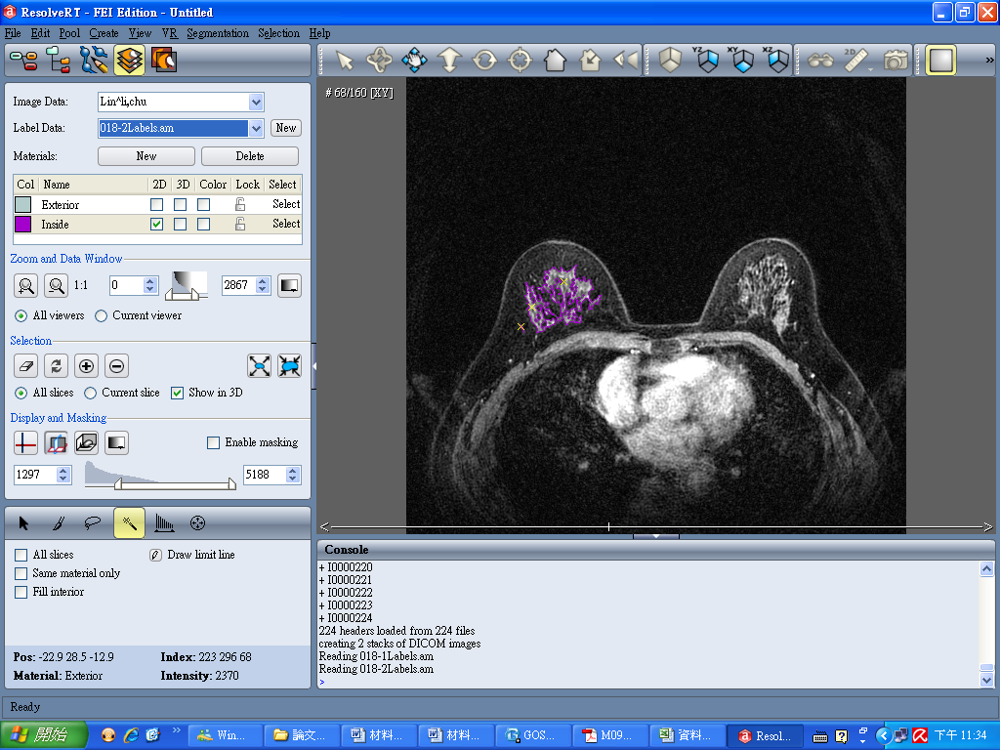 ResolveRT - FEI Edition - Untitled
File Edit Pool Create View VR Segmentation Selection Help
YZ XY XZ 2D »
Image Data: Lin^li,chu
Label Data: 018-2Labels.am New
Materials: New Delete
Col Name 2D 3D Color Lock Select
Exterior Select
Inside Select
Zoom and Data Window
1:1 0 2867
All viewers Current viewer
Selection
All slices Current slice Show in 3D
Display and Masking
Enable masking
1297 5188
All slices Draw limit line
Same material only
Fill interior
Pos: -22.9 28.5 -12.9 Index: 223 296 68
Material: Exterior Intensity: 2370
# 68/160 [XY]
Console
+ I0000220
+ I0000221
+ I0000222
+ I0000223
+ I0000224
224 headers loaded from 224 files
creating 2 stacks of DICOM images
Reading 018-1Labels.am
Reading 018-2Labels.am
>
Ready
開始 » Win... 論文... 材料... 材料... GOS... M09... 資料... Resol... 下午 11:34